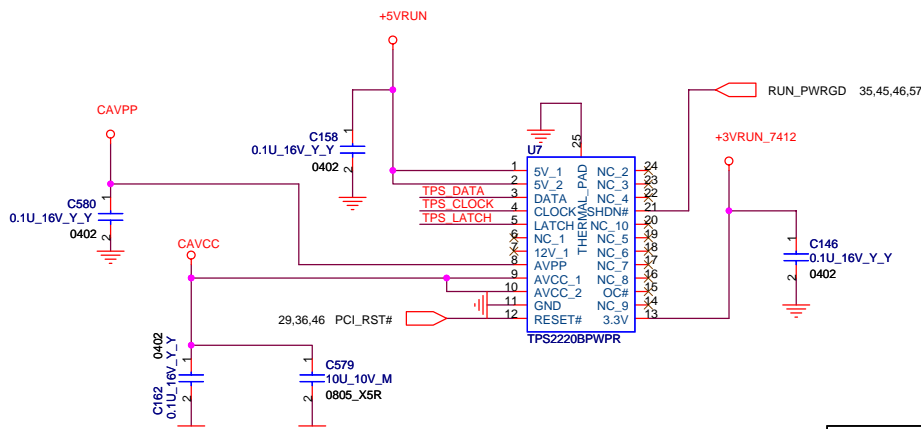 +5VRUN
CAVPP
RUN_PWRGD 35,45,46,57
+3VRUN_7412
C158
0.1U_16V_Y_Y
0402
1
2
C580
0.1U_16V_Y_Y
0402
1
2
25
U7
THERMAL_PAD
1 5V_1 NC_2 24
2 5V_2 NC_3 23
TPS_DATA 3 DATA NC_4 22
TPS_CLOCK 4 CLOCK SHDN# 21
TPS_LATCH 5 LATCH NC_10 20
6 NC_1 NC_5 19
7 12V_1 NC_6 18
8 AVPP NC_7 17
9 AVCC_1 NC_8 16
10 AVCC_2 OC# 15
11 GND NC_9 14
29,36,46 PCI_RST# 12 RESET# 3.3V 13
TPS2220BPWPR
CAVCC
C146
0.1U_16V_Y_Y
0402
1
2
C162
0.1U_16V_Y_Y
0402
1
2
C579
10U_10V_M
0805_X5R
1
2